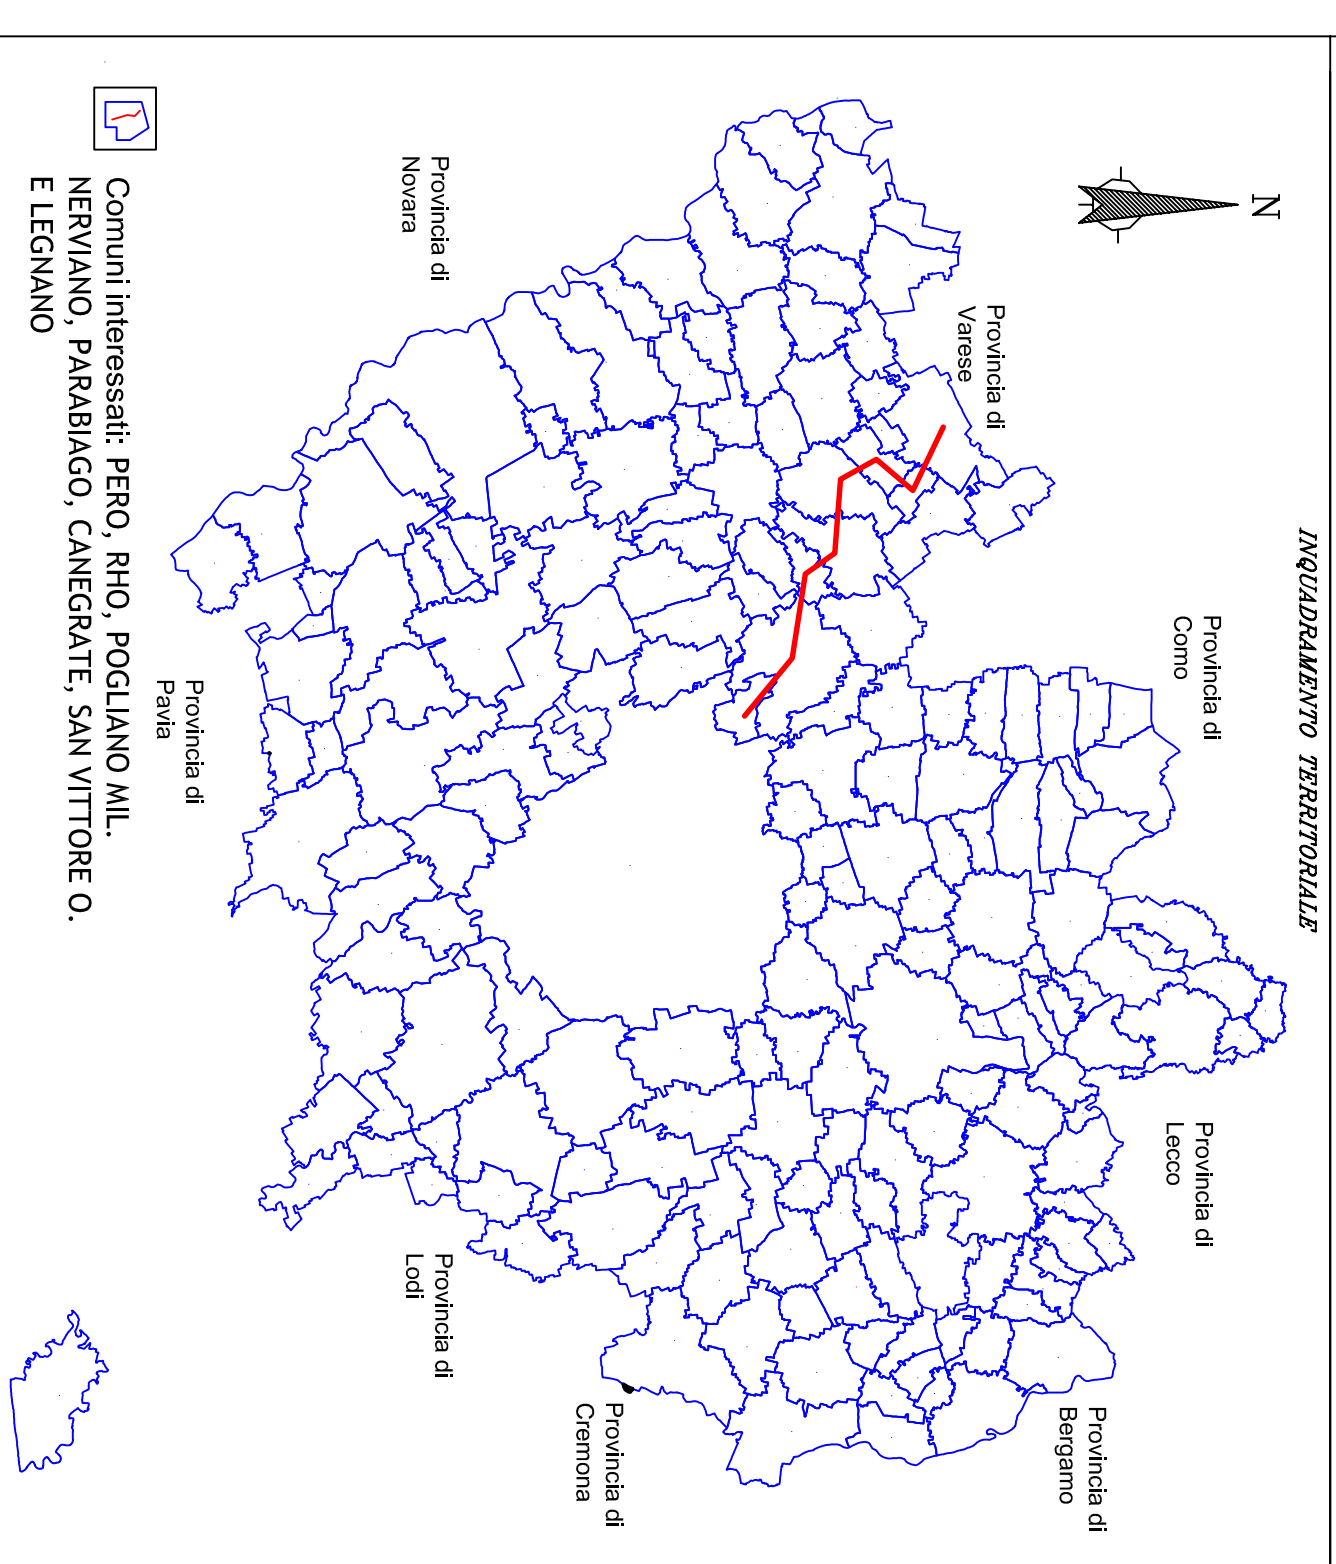 INQUADRAMENTO TERRITORIALE
N
Provincia di
Como
Provincia di
Lecco
Provincia di
Varese
Provincia di
Bergamo
Provincia di
Novara
Provincia di
Cremona
Provincia di
Lodi
Provincia di
Pavia
Comuni interessati: PERO, RHO, POGLIANO MIL.
NERVIANO, PARABIAGO, CANEGRATE, SAN VITTORE O.
E LEGNANO